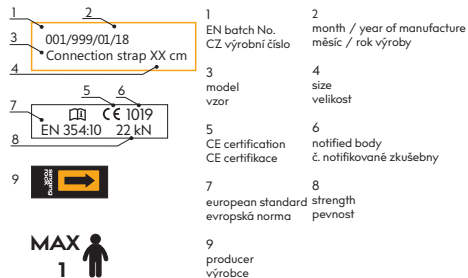 1
2
001/999/01/18
3
Connection strap XX cm
4
5
6
CE 1019
7
EN 354:10 22 kN
8
9
singing rock
MAX
1
1
EN batch No.
CZ výrobní číslo
2
month / year of manufacture
měsíc / rok výroby
3
model
vzor
4
size
velikost
5
CE certification
CE certifikace
6
notified body
č. notifikované zkušebny
7
european standard
evropská norma
8
strength
pevnost
9
producer
výrobce